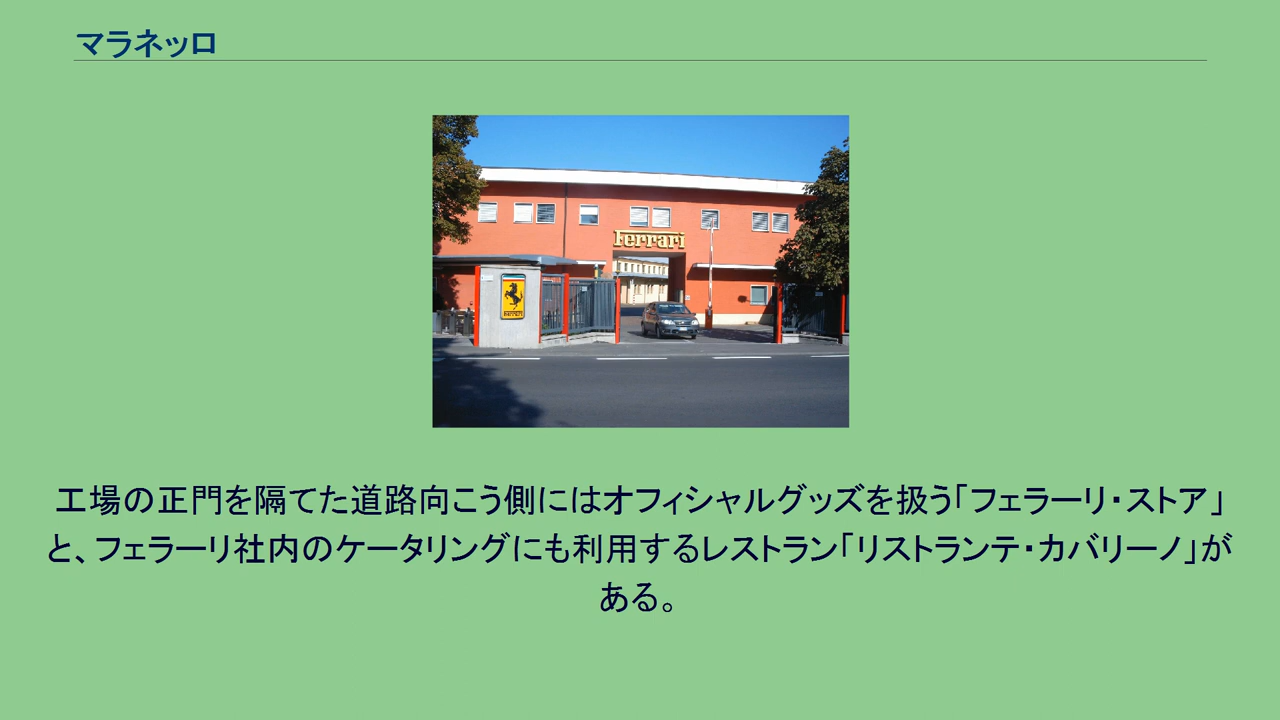 マラネッロ
Ferrari
Ferrari
工場の正門を隔てた道路向こう側にはオフィシャルグッズを扱う「フェラーリ・ストア」
と、フェラーリ社内のケータリングにも利用するレストラン「リストランテ・カバリーノ」が
ある。